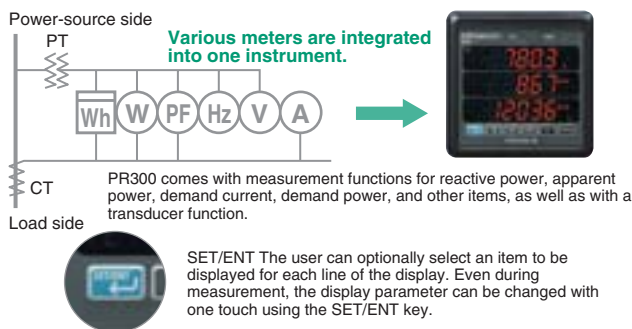 Power-source side
PT
Various meters are integrated
into one instrument.
Wh W PF Hz V A
7803
867
12036
CT
PR300 comes with measurement functions for reactive power, apparent
power, demand current, demand power, and other items, as well as with a
transducer function.
Load side
SET/ENT
SET/ENT The user can optionally select an item to be
displayed for each line of the display. Even during
measurement, the display parameter can be changed with
one touch using the SET/ENT key.